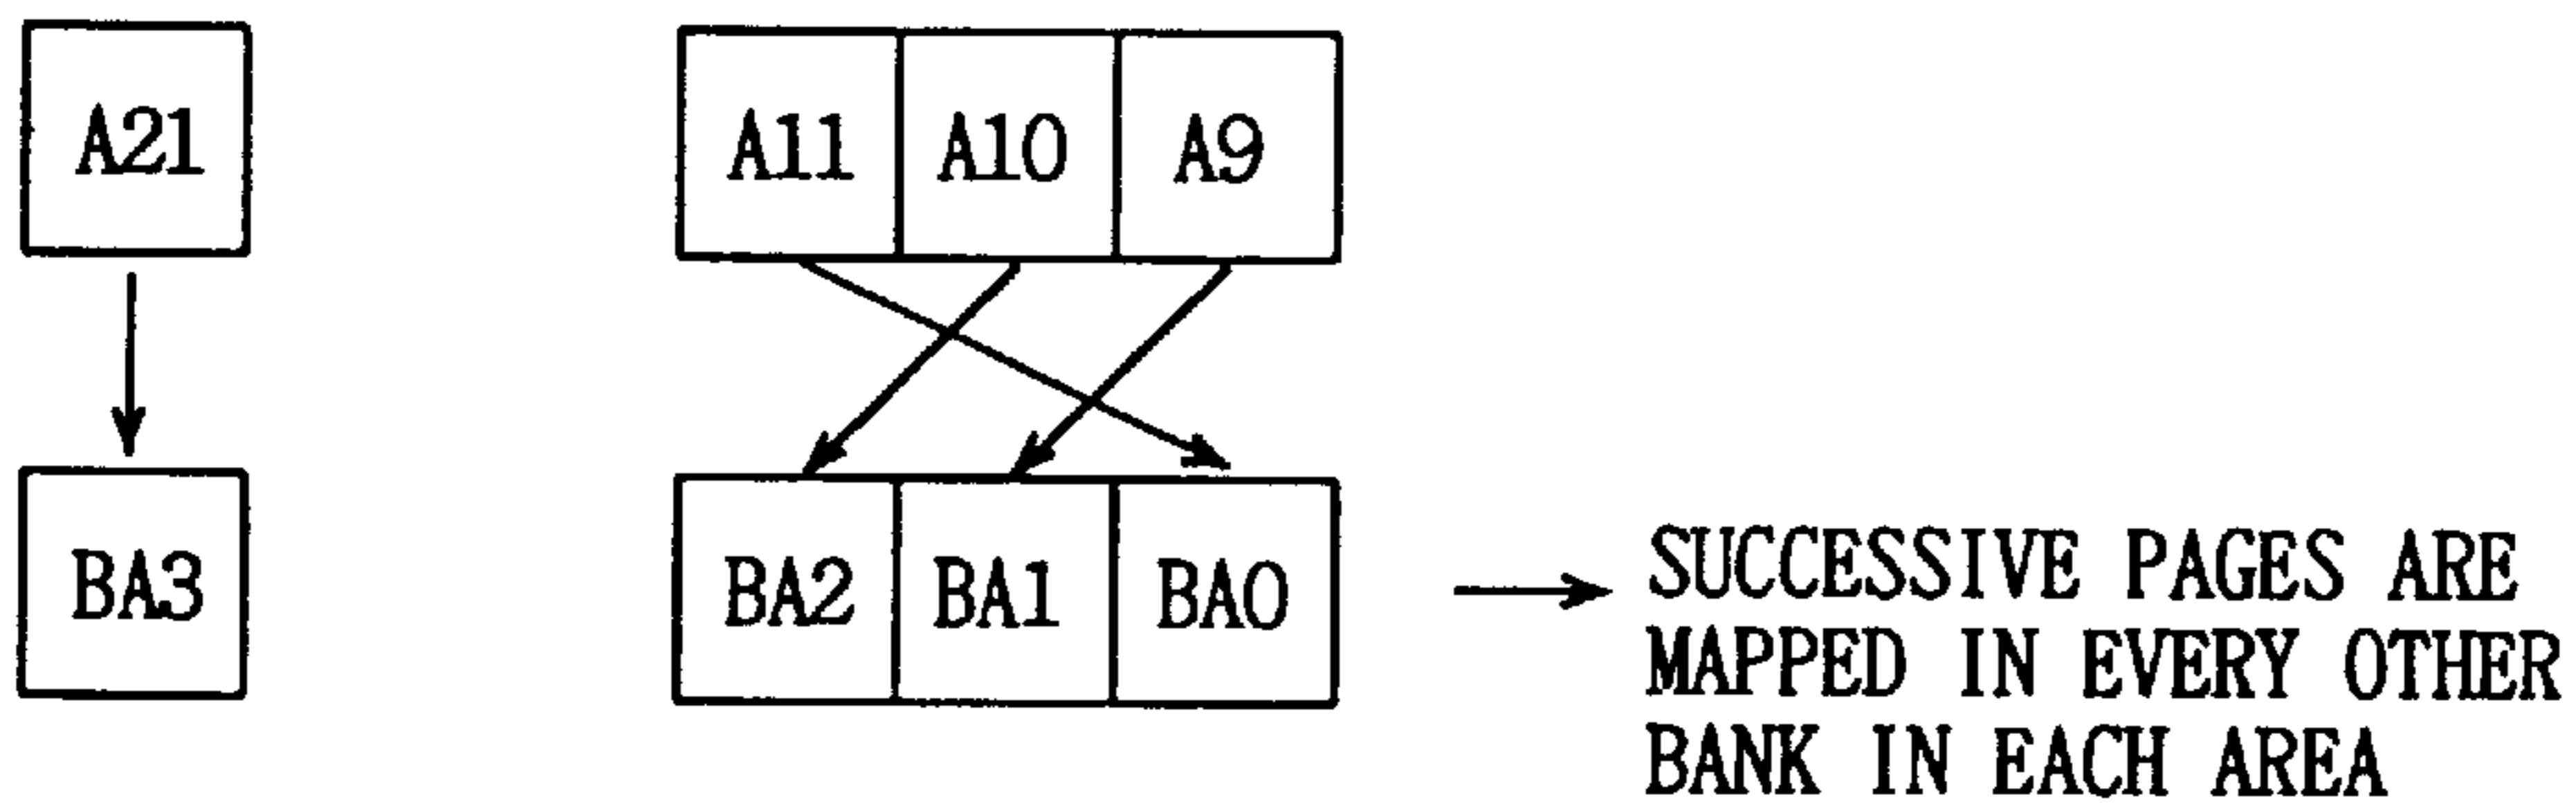 A21 A11 A10 A9
BA3 BA2 BA1 BA0
SUCCESSIVE PAGES ARE
MAPPED IN EVERY OTHER
BANK IN EACH AREA